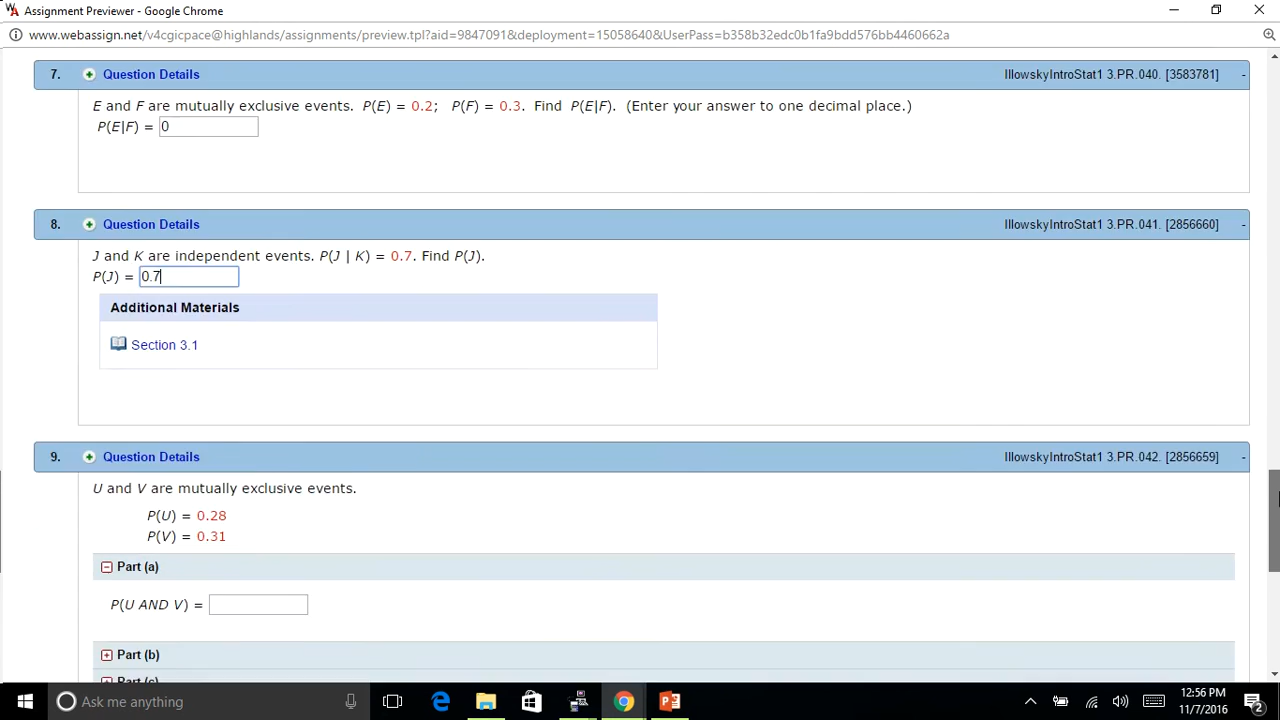 Assignment Previewer - Google Chrome
www.webassign.net/v4cgicpace@highlands/assignments/preview.tpl?aid=9847091&deployment=15058640&UserPass=b358b32edc0b1fa9bdd576bb4460662a
7. Question Details IllowskyIntroStat1 3.PR.040. [3583781] -
E and F are mutually exclusive events. P(E) = 0.2; P(F) = 0.3. Find P(E|F). (Enter your answer to one decimal place.)
P(E|F) = 0
8. Question Details IllowskyIntroStat1 3.PR.041. [2856660] -
J and K are independent events. P(J | K) = 0.7. Find P(J).
P(J) = 0.7
Additional Materials
Section 3.1
9. Question Details IllowskyIntroStat1 3.PR.042. [2856659] -
U and V are mutually exclusive events.
P(U) = 0.28
P(V) = 0.31
Part (a)
P(U AND V) =
Part (b)
Part (c)
Ask me anything
12:56 PM
11/7/2016
2